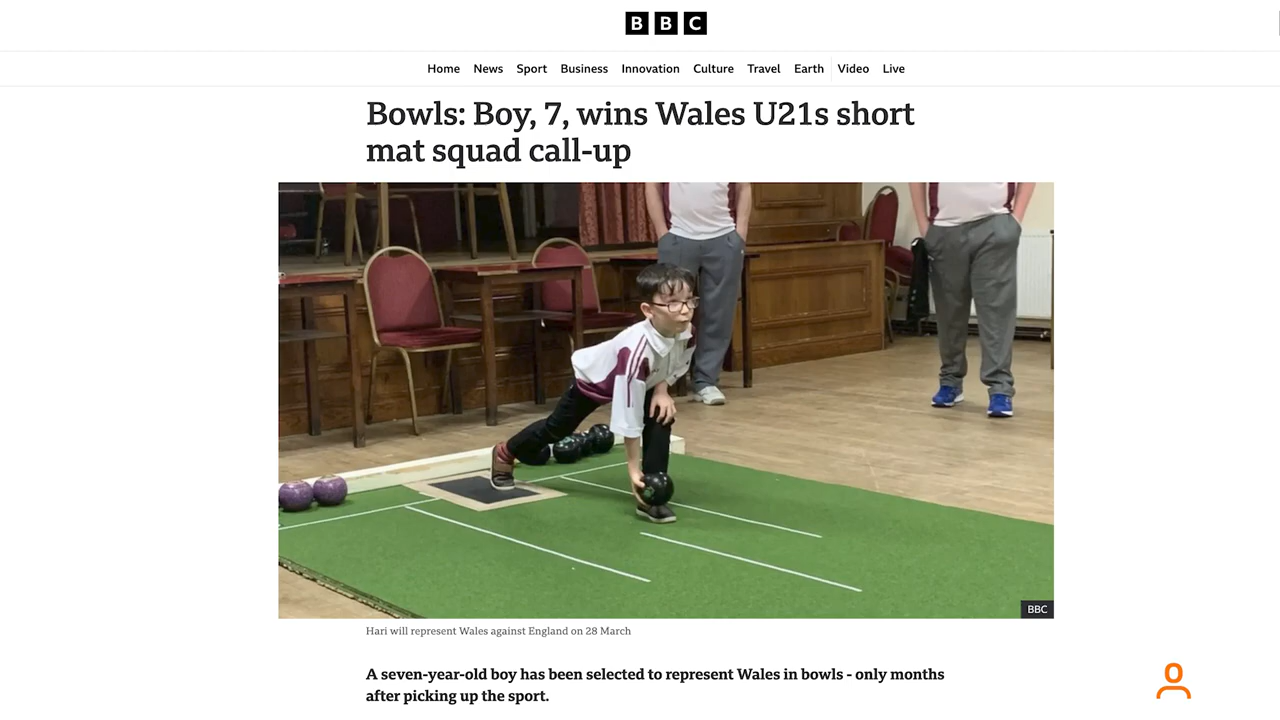 BBC
Home News Sport Business Innovation Culture Travel Earth Video Live
Bowls: Boy, 7, wins Wales U21s short
mat squad call-up
BBC
Hari will represent Wales against England on 28 March
A seven-year-old boy has been selected to represent Wales in bowls - only months
after picking up the sport.